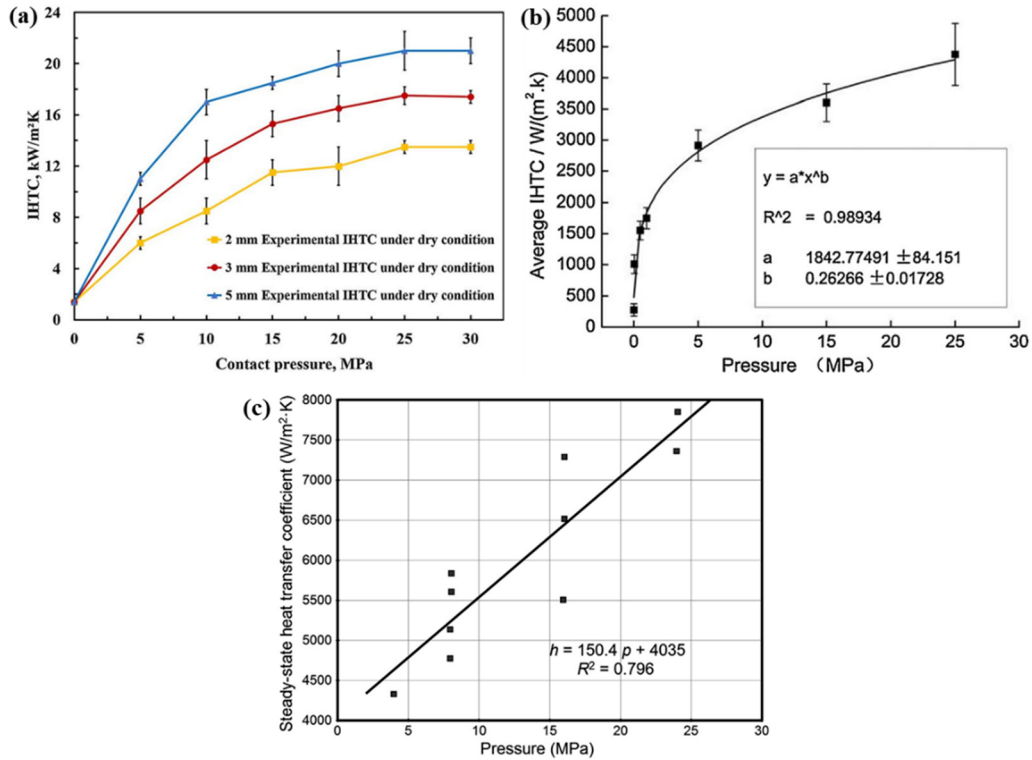 (a)
24
20
16
12
8
4
0
IHTC, kW/m²K
2 mm Experimental IHTC under dry condition
3 mm Experimental IHTC under dry condition
5 mm Experimental IHTC under dry condition
0 5 10 15 20 25 30
Contact pressure, MPa
(b)
5000
4500
4000
3500
3000
2500
2000
1500
1000
500
0
Average IHTC / W/(m².k)
y = a*x^b
R^2 = 0.98934
a 1842.77491 ±84.151
b 0.26266 ±0.01728
0 5 10 15 20 25 30
Pressure （MPa）
(c)
8000
7500
7000
6500
6000
5500
5000
4500
4000
Steady-state heat transfer coefficient (W/m²·K)
h = 150.4 p + 4035
R² = 0.796
0 5 10 15 20 25 30
Pressure (MPa)